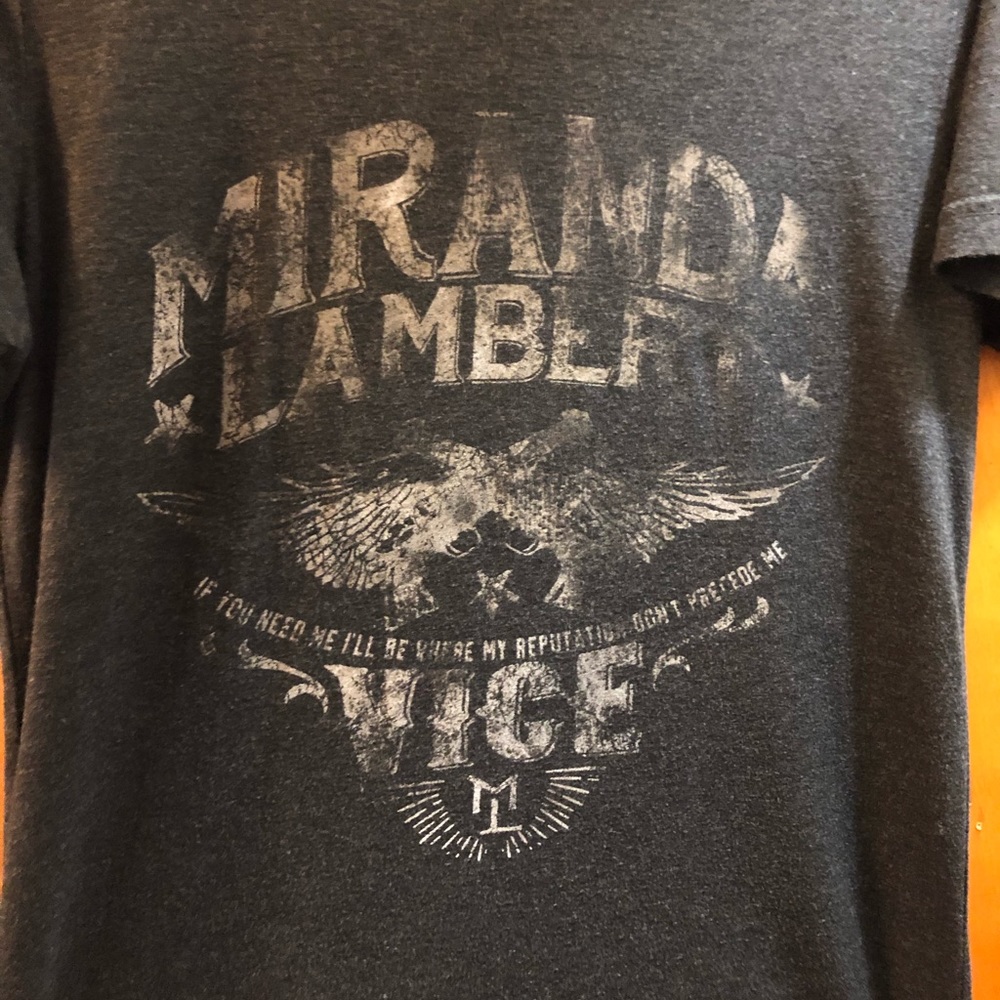 MIRANDA
LAMBERT
IF YOU NEED ME I'LL BE WHERE MY REPUTATION DON'T PRECEDE ME
VICE
ML